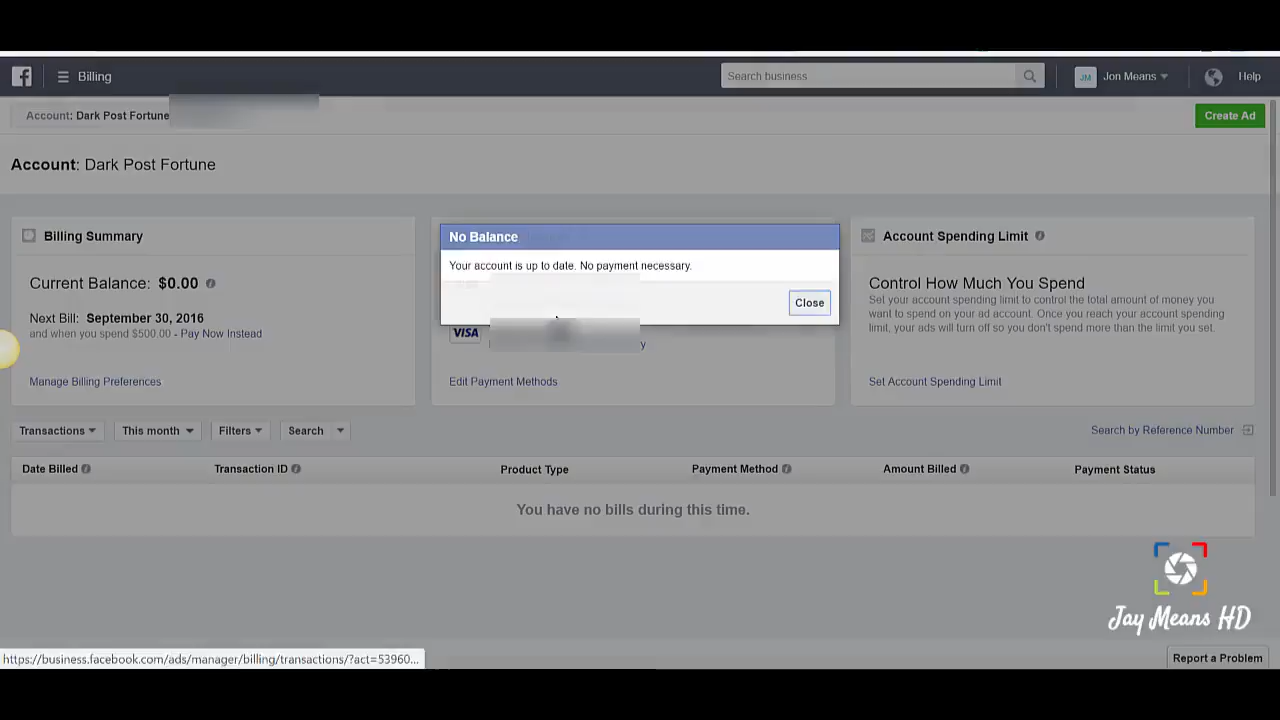 Billing
Search business
JM
Jon Means
Help
Account: Dark Post Fortune
Create Ad
Account: Dark Post Fortune
Billing Summary
Current Balance: $0.00
Next Bill: September 30, 2016
and when you spend $500.00 - Pay Now Instead
Manage Billing Preferences
No Balance
Your account is up to date. No payment necessary.
Close
VISA
Edit Payment Methods
Account Spending Limit
Control How Much You Spend
Set your account spending limit to control the total amount of money you
want to spend on your ad account. Once you reach your account spending
limit, your ads will turn off so you don't spend more than the limit you set.
Set Account Spending Limit
Transactions
This month
Filters
Search
Search by Reference Number
Date Billed
Transaction ID
Product Type
Payment Method
Amount Billed
Payment Status
You have no bills during this time.
Jay Means HD
https://business.facebook.com/ads/manager/billing/transactions/?act=53960...
Report a Problem